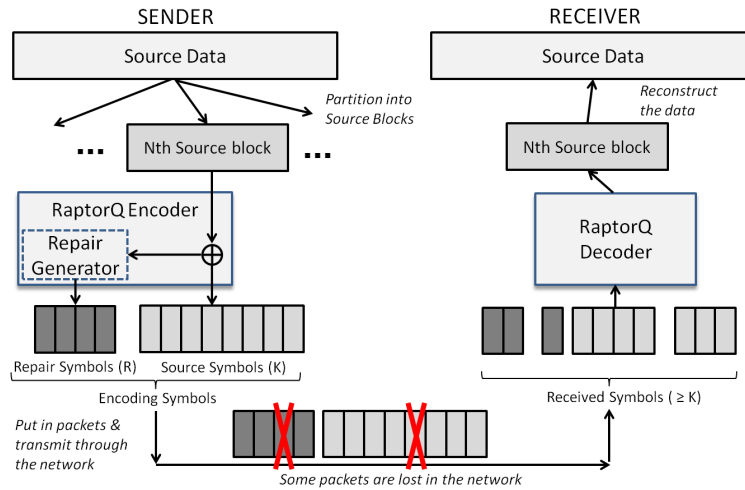 SENDER
RECEIVER
Source Data
Source Data
Partition into
Source Blocks
Reconstruct
the data
...
Nth Source block
...
Nth Source block
RaptorQ Encoder
Repair
Generator
RaptorQ
Decoder
Repair Symbols (R)
Source Symbols (K)
Encoding Symbols
Received Symbols ( ≥ K)
Put in packets &
transmit through
the network
Some packets are lost in the network